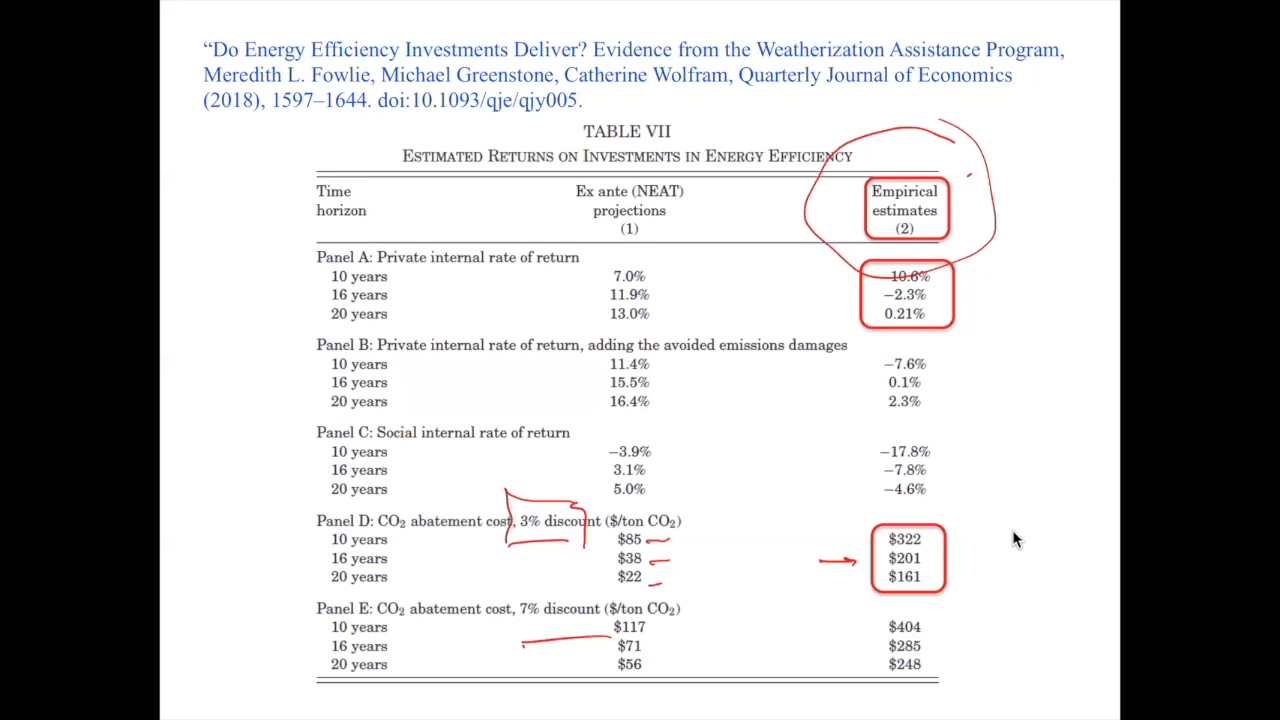 “Do Energy Efficiency Investments Deliver? Evidence from the Weatherization Assistance Program,
Meredith L. Fowlie, Michael Greenstone, Catherine Wolfram, Quarterly Journal of Economics
(2018), 1597–1644. doi:10.1093/qje/qjy005.
TABLE VII
ESTIMATED RETURNS ON INVESTMENTS IN ENERGY EFFICIENCY
Time Ex ante (NEAT) Empirical
horizon projections estimates
(1) (2)
Panel A: Private internal rate of return
10 years 7.0% −10.6%
16 years 11.9% −2.3%
20 years 13.0% 0.21%
Panel B: Private internal rate of return, adding the avoided emissions damages
10 years 11.4% −7.6%
16 years 15.5% 0.1%
20 years 16.4% 2.3%
Panel C: Social internal rate of return
10 years −3.9% −17.8%
16 years 3.1% −7.8%
20 years 5.0% −4.6%
Panel D: CO₂ abatement cost, 3% discount ($/ton CO₂)
10 years $85 $322
16 years $38 $201
20 years $22 $161
Panel E: CO₂ abatement cost, 7% discount ($/ton CO₂)
10 years $117 $404
16 years $71 $285
20 years $56 $248